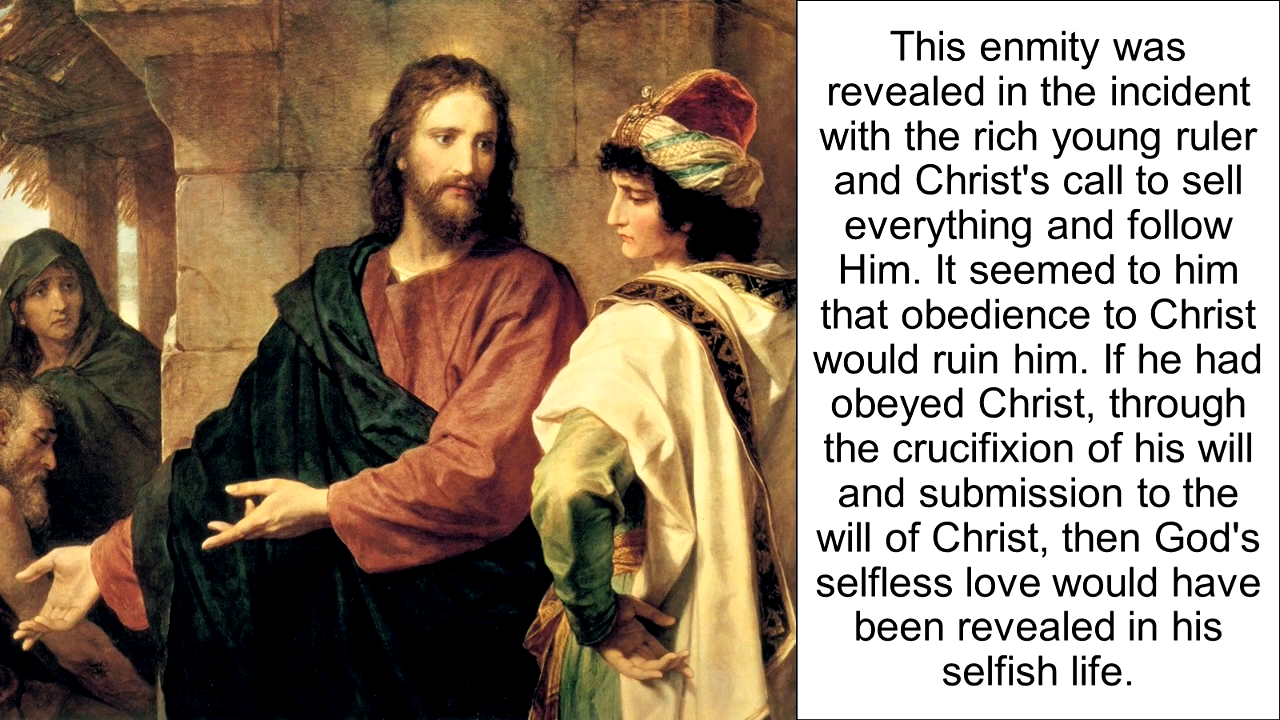 This enmity was
revealed in the incident
with the rich young ruler
and Christ's call to sell
everything and follow
Him. It seemed to him
that obedience to Christ
would ruin him. If he had
obeyed Christ, through
the crucifixion of his will
and submission to the
will of Christ, then God's
selfless love would have
been revealed in his
selfish life.